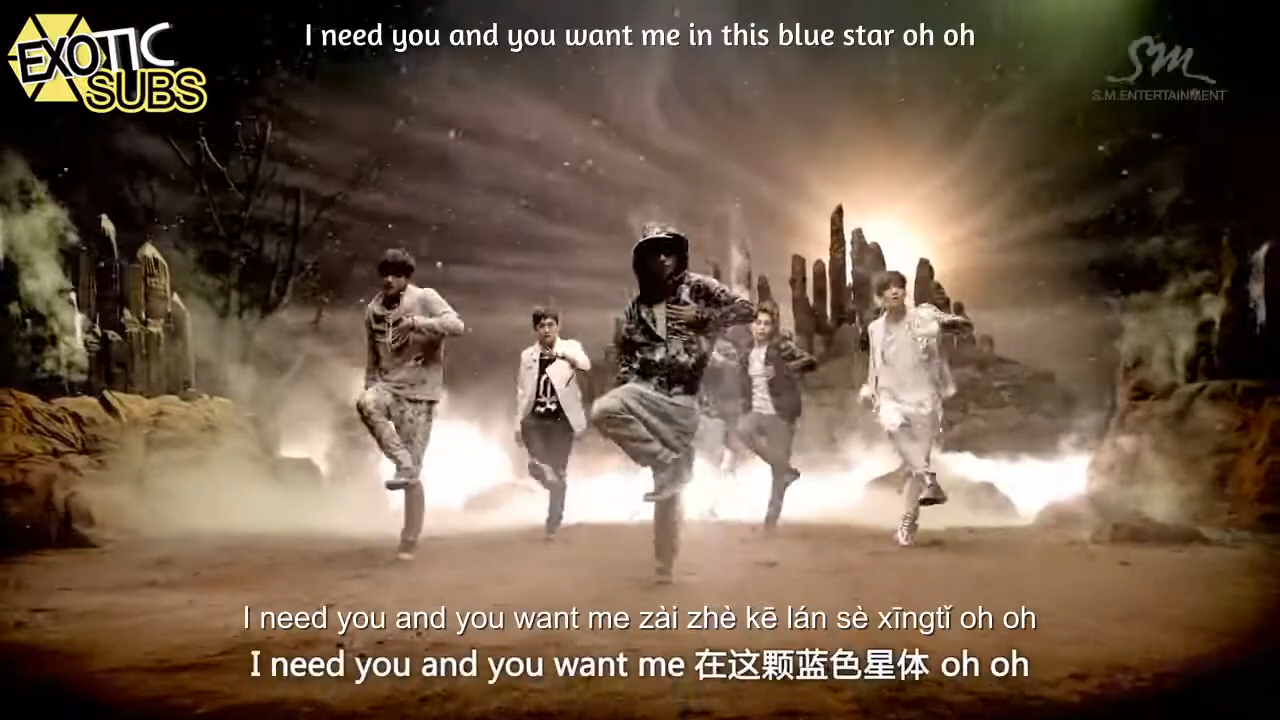 EXOTIC
SUBS
I need you and you want me in this blue star oh oh
SM
S.M.ENTERTAINMENT
I need you and you want me zài zhè kē lán sè xīngtǐ oh oh
I need you and you want me 在这颗蓝色星体 oh oh